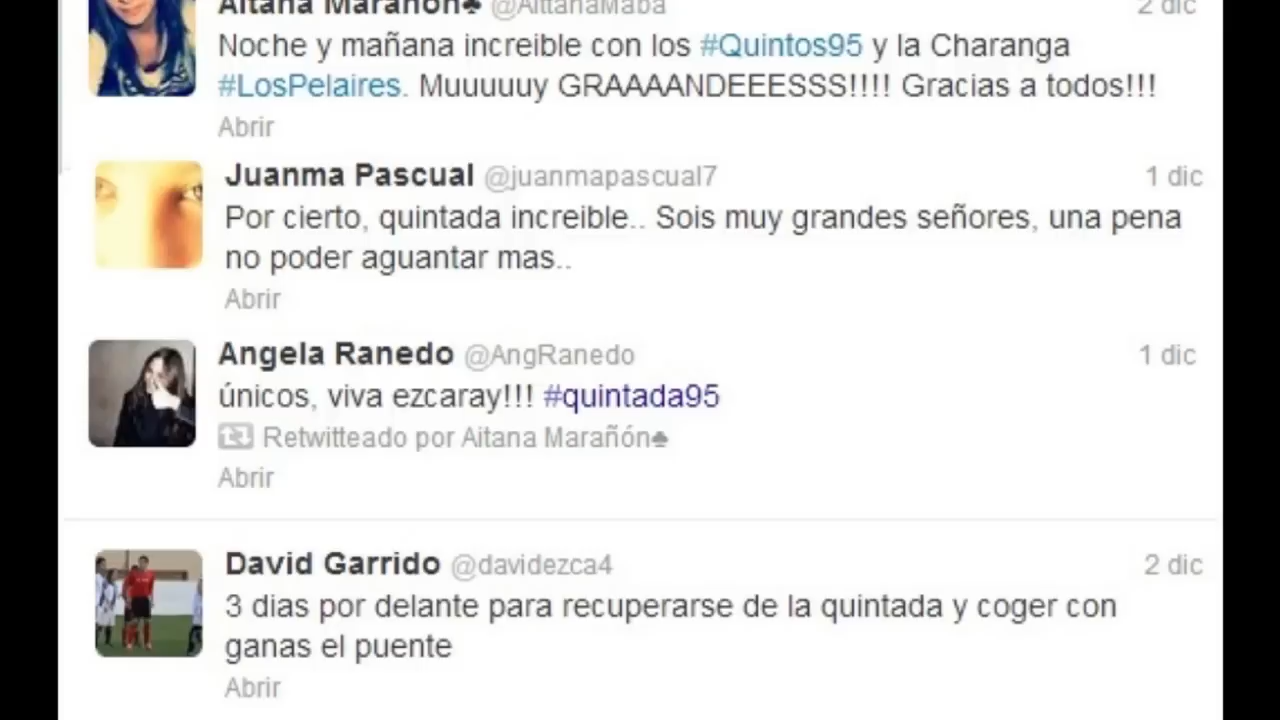 Aitana Marañón♣ @AittanaMaba 2 dic
Noche y mañana increible con los #Quintos95 y la Charanga
#LosPelaires. Muuuuuy GRAAAANDEEESSS!!!! Gracias a todos!!!
Abrir
Juanma Pascual @juanmapascual7 1 dic
Por cierto, quintada increible.. Sois muy grandes señores, una pena
no poder aguantar mas..
Abrir
Angela Ranedo @AngRanedo 1 dic
únicos, viva ezcaray!!! #quintada95
Retwitteado por Aitana Marañón♣
Abrir
David Garrido @davidezca4 2 dic
3 dias por delante para recuperarse de la quintada y coger con
ganas el puente
Abrir